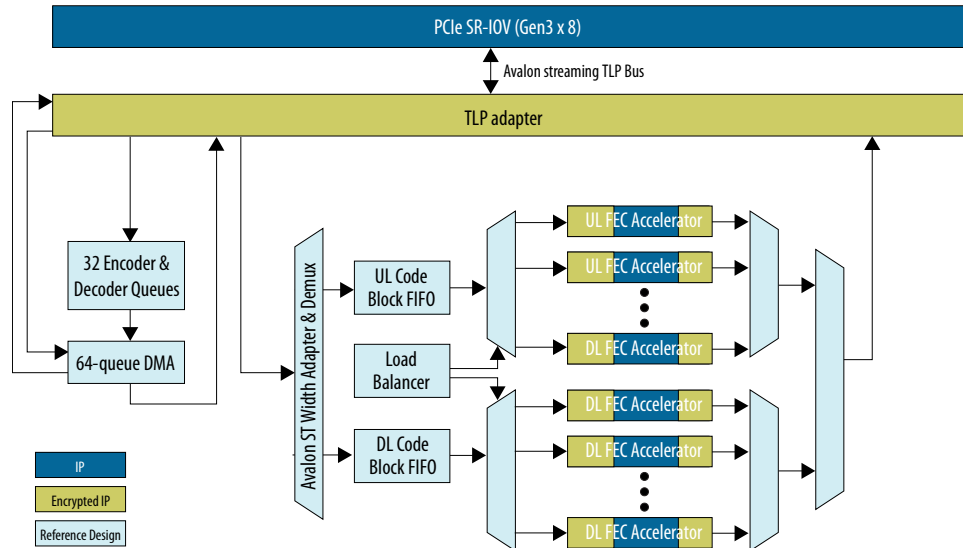 PCIe SR-IOV (Gen3 x 8)
Avalon streaming TLP Bus
TLP adapter
32 Encoder &
Decoder Queues
64-queue DMA
Avalon ST Width Adapter & Demux
UL Code
Block FIFO
Load
Balancer
DL Code
Block FIFO
UL FEC Accelerator
UL FEC Accelerator
DL FEC Accelerator
DL FEC Accelerator
DL FEC Accelerator
DL FEC Accelerator
IP
Encrypted IP
Reference Design